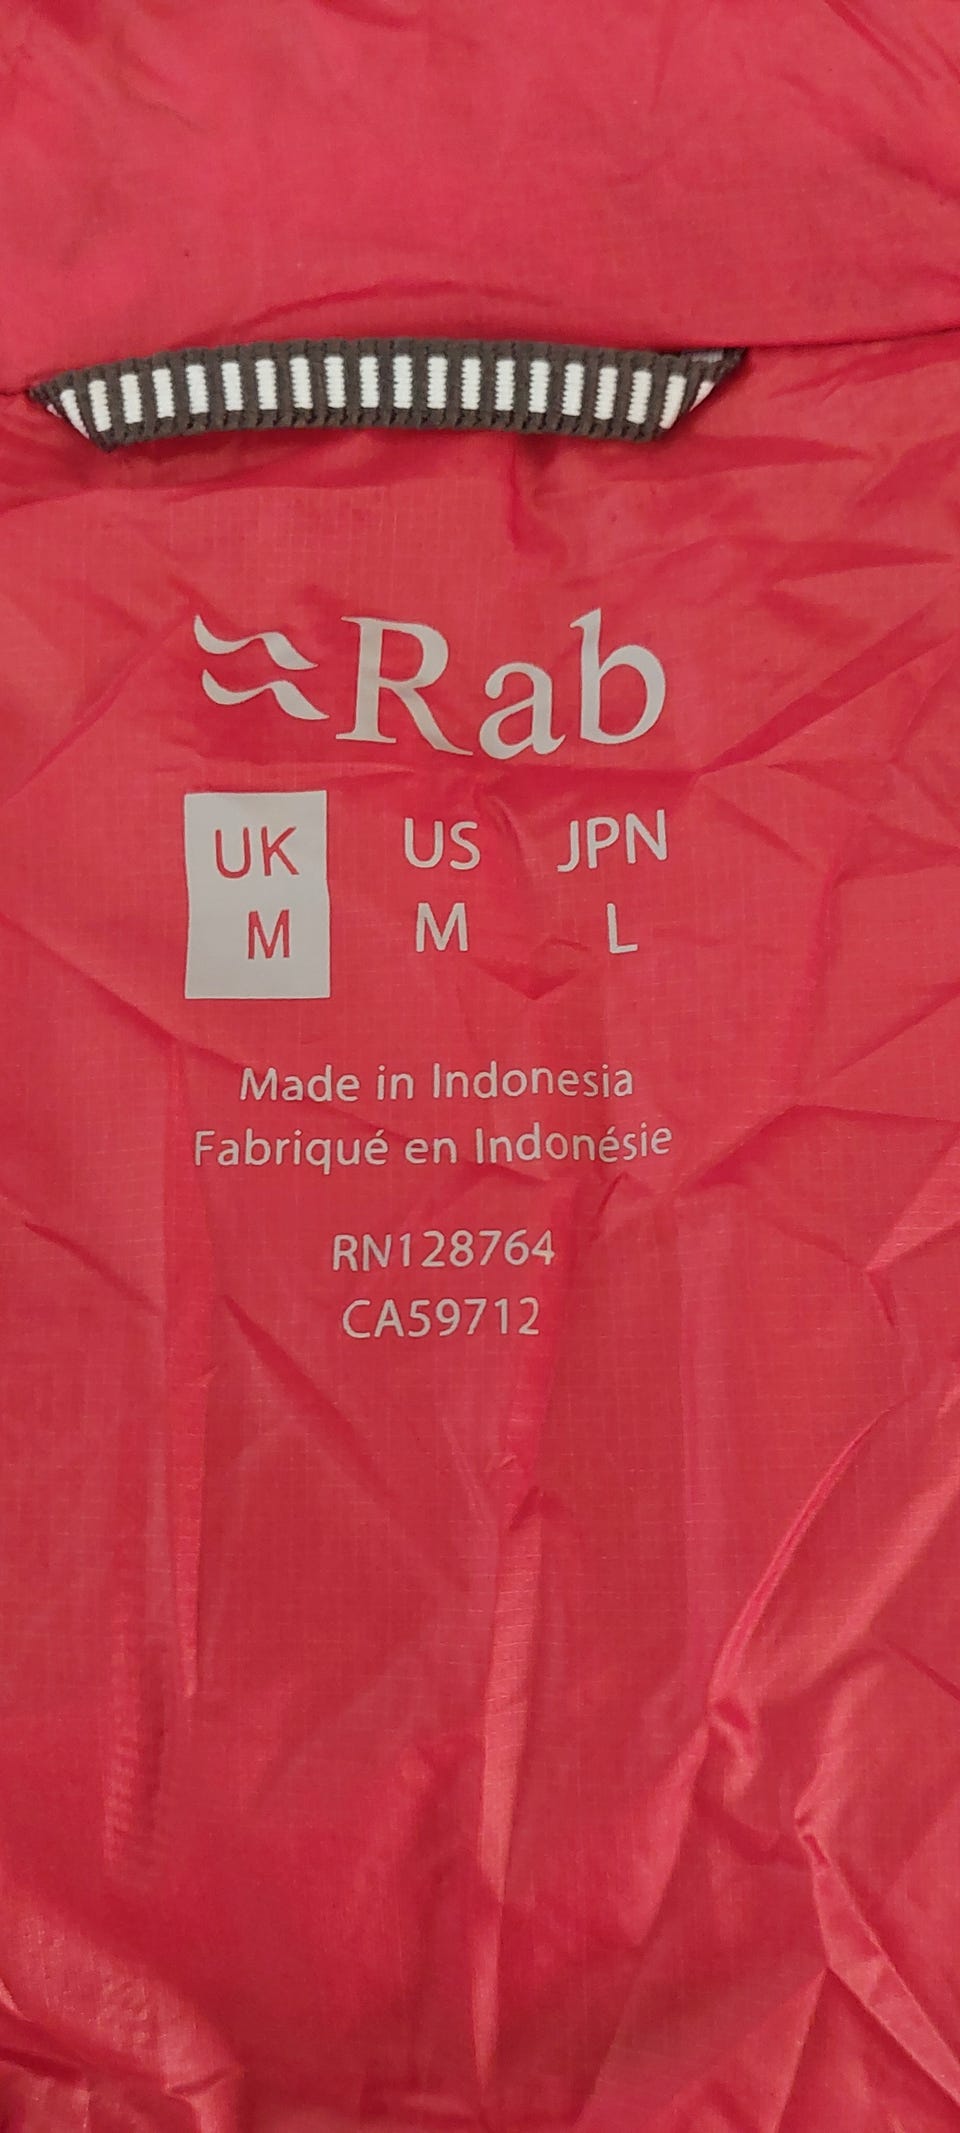 Rab
UK US JPN
M M L
Made in Indonesia
Fabriqué en Indonésie
RN128764
CA59712